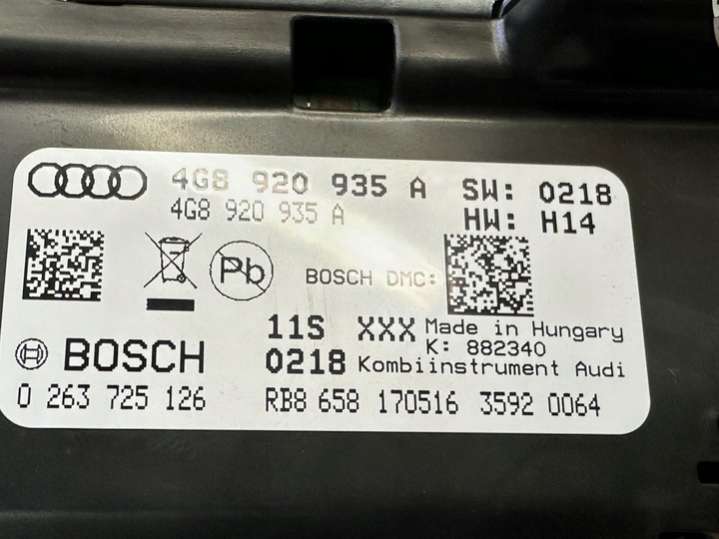 4G8 920 935 A SW: 0218
4G8 920 935 A HW: H14
Pb
BOSCH DMC:
11S XXX Made in Hungary
K: 882340
BOSCH 0218 Kombiinstrument Audi
0 263 725 126 RB8 658 170516 3592 0064